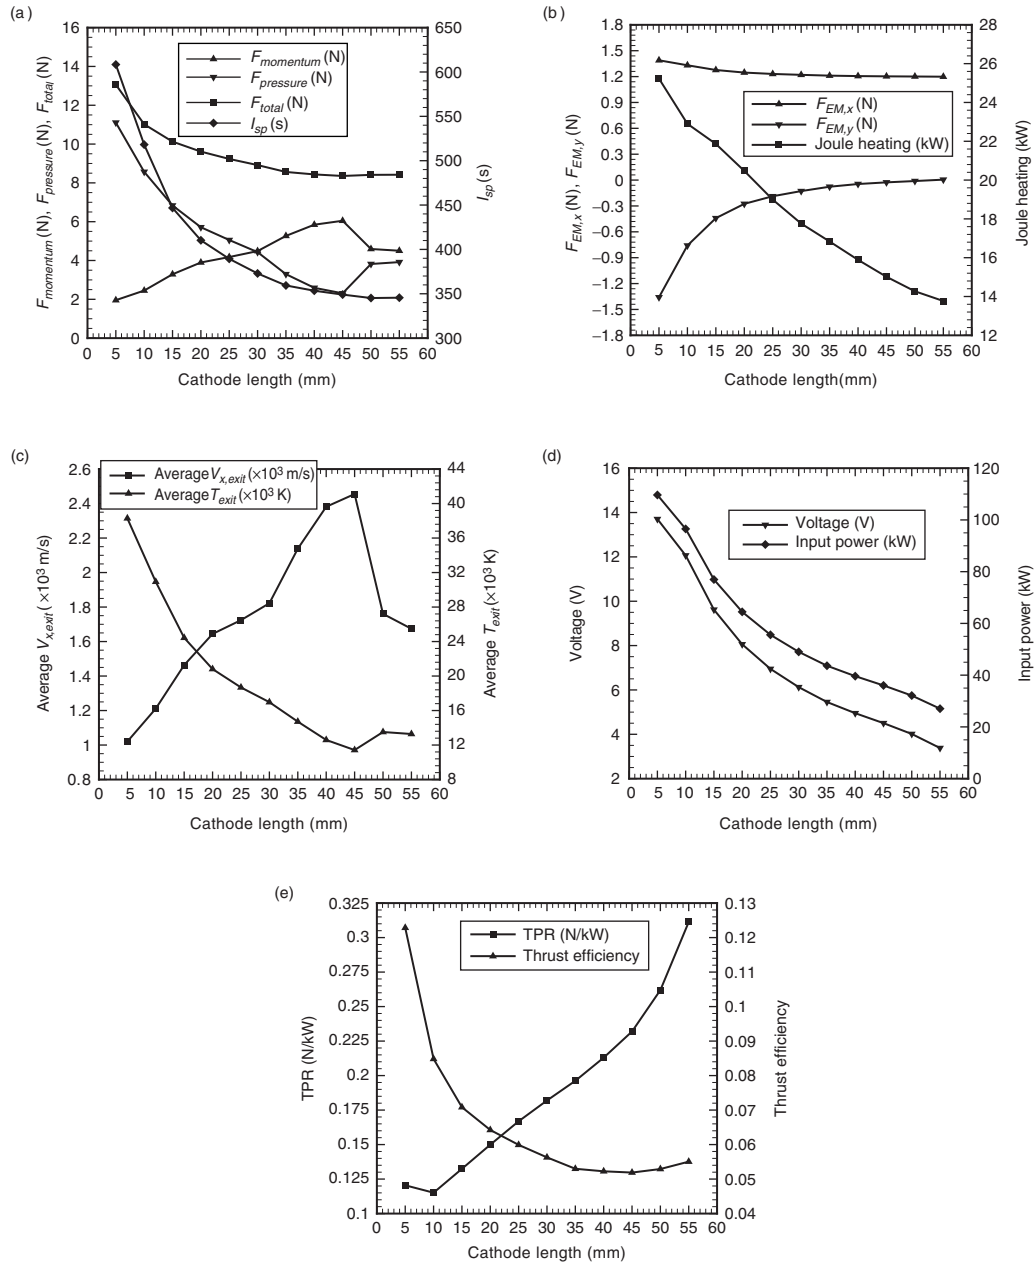 (a)
16
14
12
10
8
6
4
2
0
F_momentum (N), F_pressure (N), F_total (N)
F_momentum (N)
F_pressure (N)
F_total (N)
I_sp (s)
650
600
550
500
450
400
350
300
I_sp (s)
0 5 10 15 20 25 30 35 40 45 50 55 60
Cathode length (mm)
(b)
1.8
1.5
1.2
0.9
0.6
0.3
0
−0.3
−0.6
−0.9
−1.2
−1.5
−1.8
F_EM,x (N), F_EM,y (N)
F_EM,x (N)
F_EM,y (N)
Joule heating (kW)
28
26
24
22
20
18
16
14
12
Joule heating (kW)
0 5 10 15 20 25 30 35 40 45 50 55 60
Cathode length(mm)
(c)
2.6
2.4
2.2
2
1.8
1.6
1.4
1.2
1
0.8
Average V_x,exit (×10³ m/s)
Average V_x,exit (×10³ m/s)
Average T_exit (×10³ K)
44
40
36
32
28
24
20
16
12
8
Average T_exit (×10³ K)
0 5 10 15 20 25 30 35 40 45 50 55 60
Cathode length (mm)
(d)
16
14
12
10
8
6
4
2
Voltage (V)
Voltage (V)
Input power (kW)
120
100
80
60
40
20
0
Input power (kW)
0 5 10 15 20 25 30 35 40 45 50 55 60
Cathode length (mm)
(e)
0.325
0.3
0.275
0.25
0.225
0.2
0.175
0.15
0.125
0.1
TPR (N/kW)
TPR (N/kW)
Thrust efficiency
0.13
0.12
0.11
0.1
0.09
0.08
0.07
0.06
0.05
0.04
Thrust efficiency
0 5 10 15 20 25 30 35 40 45 50 55 60
Cathode length (mm)